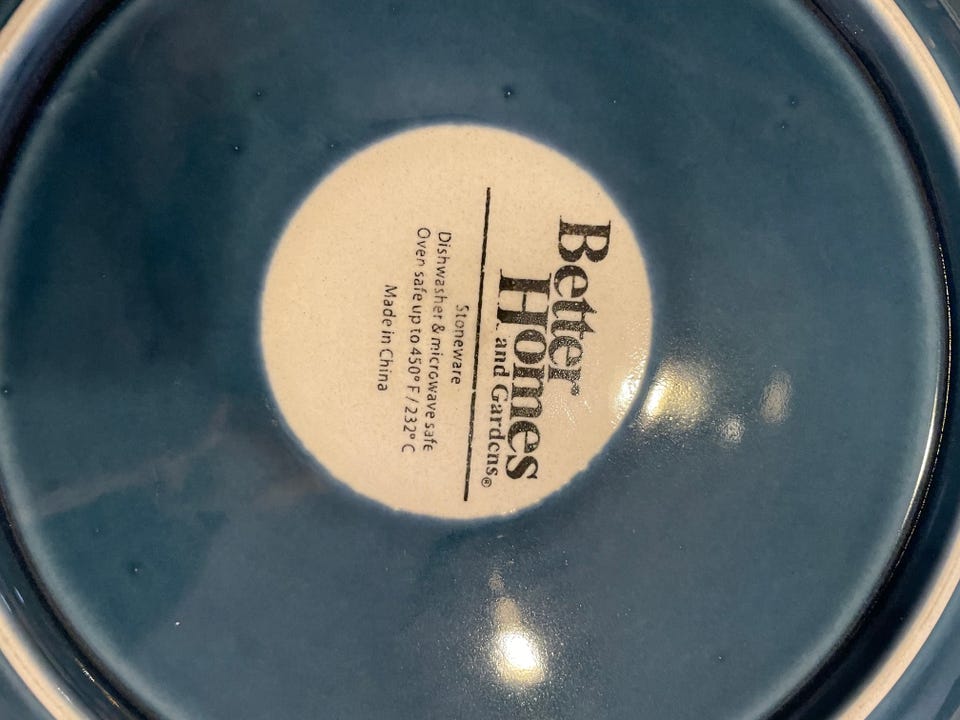 Better
Homes
and Gardens®
Stoneware
Dishwasher & microwave safe
Oven safe up to 450° F / 232° C
Made in China